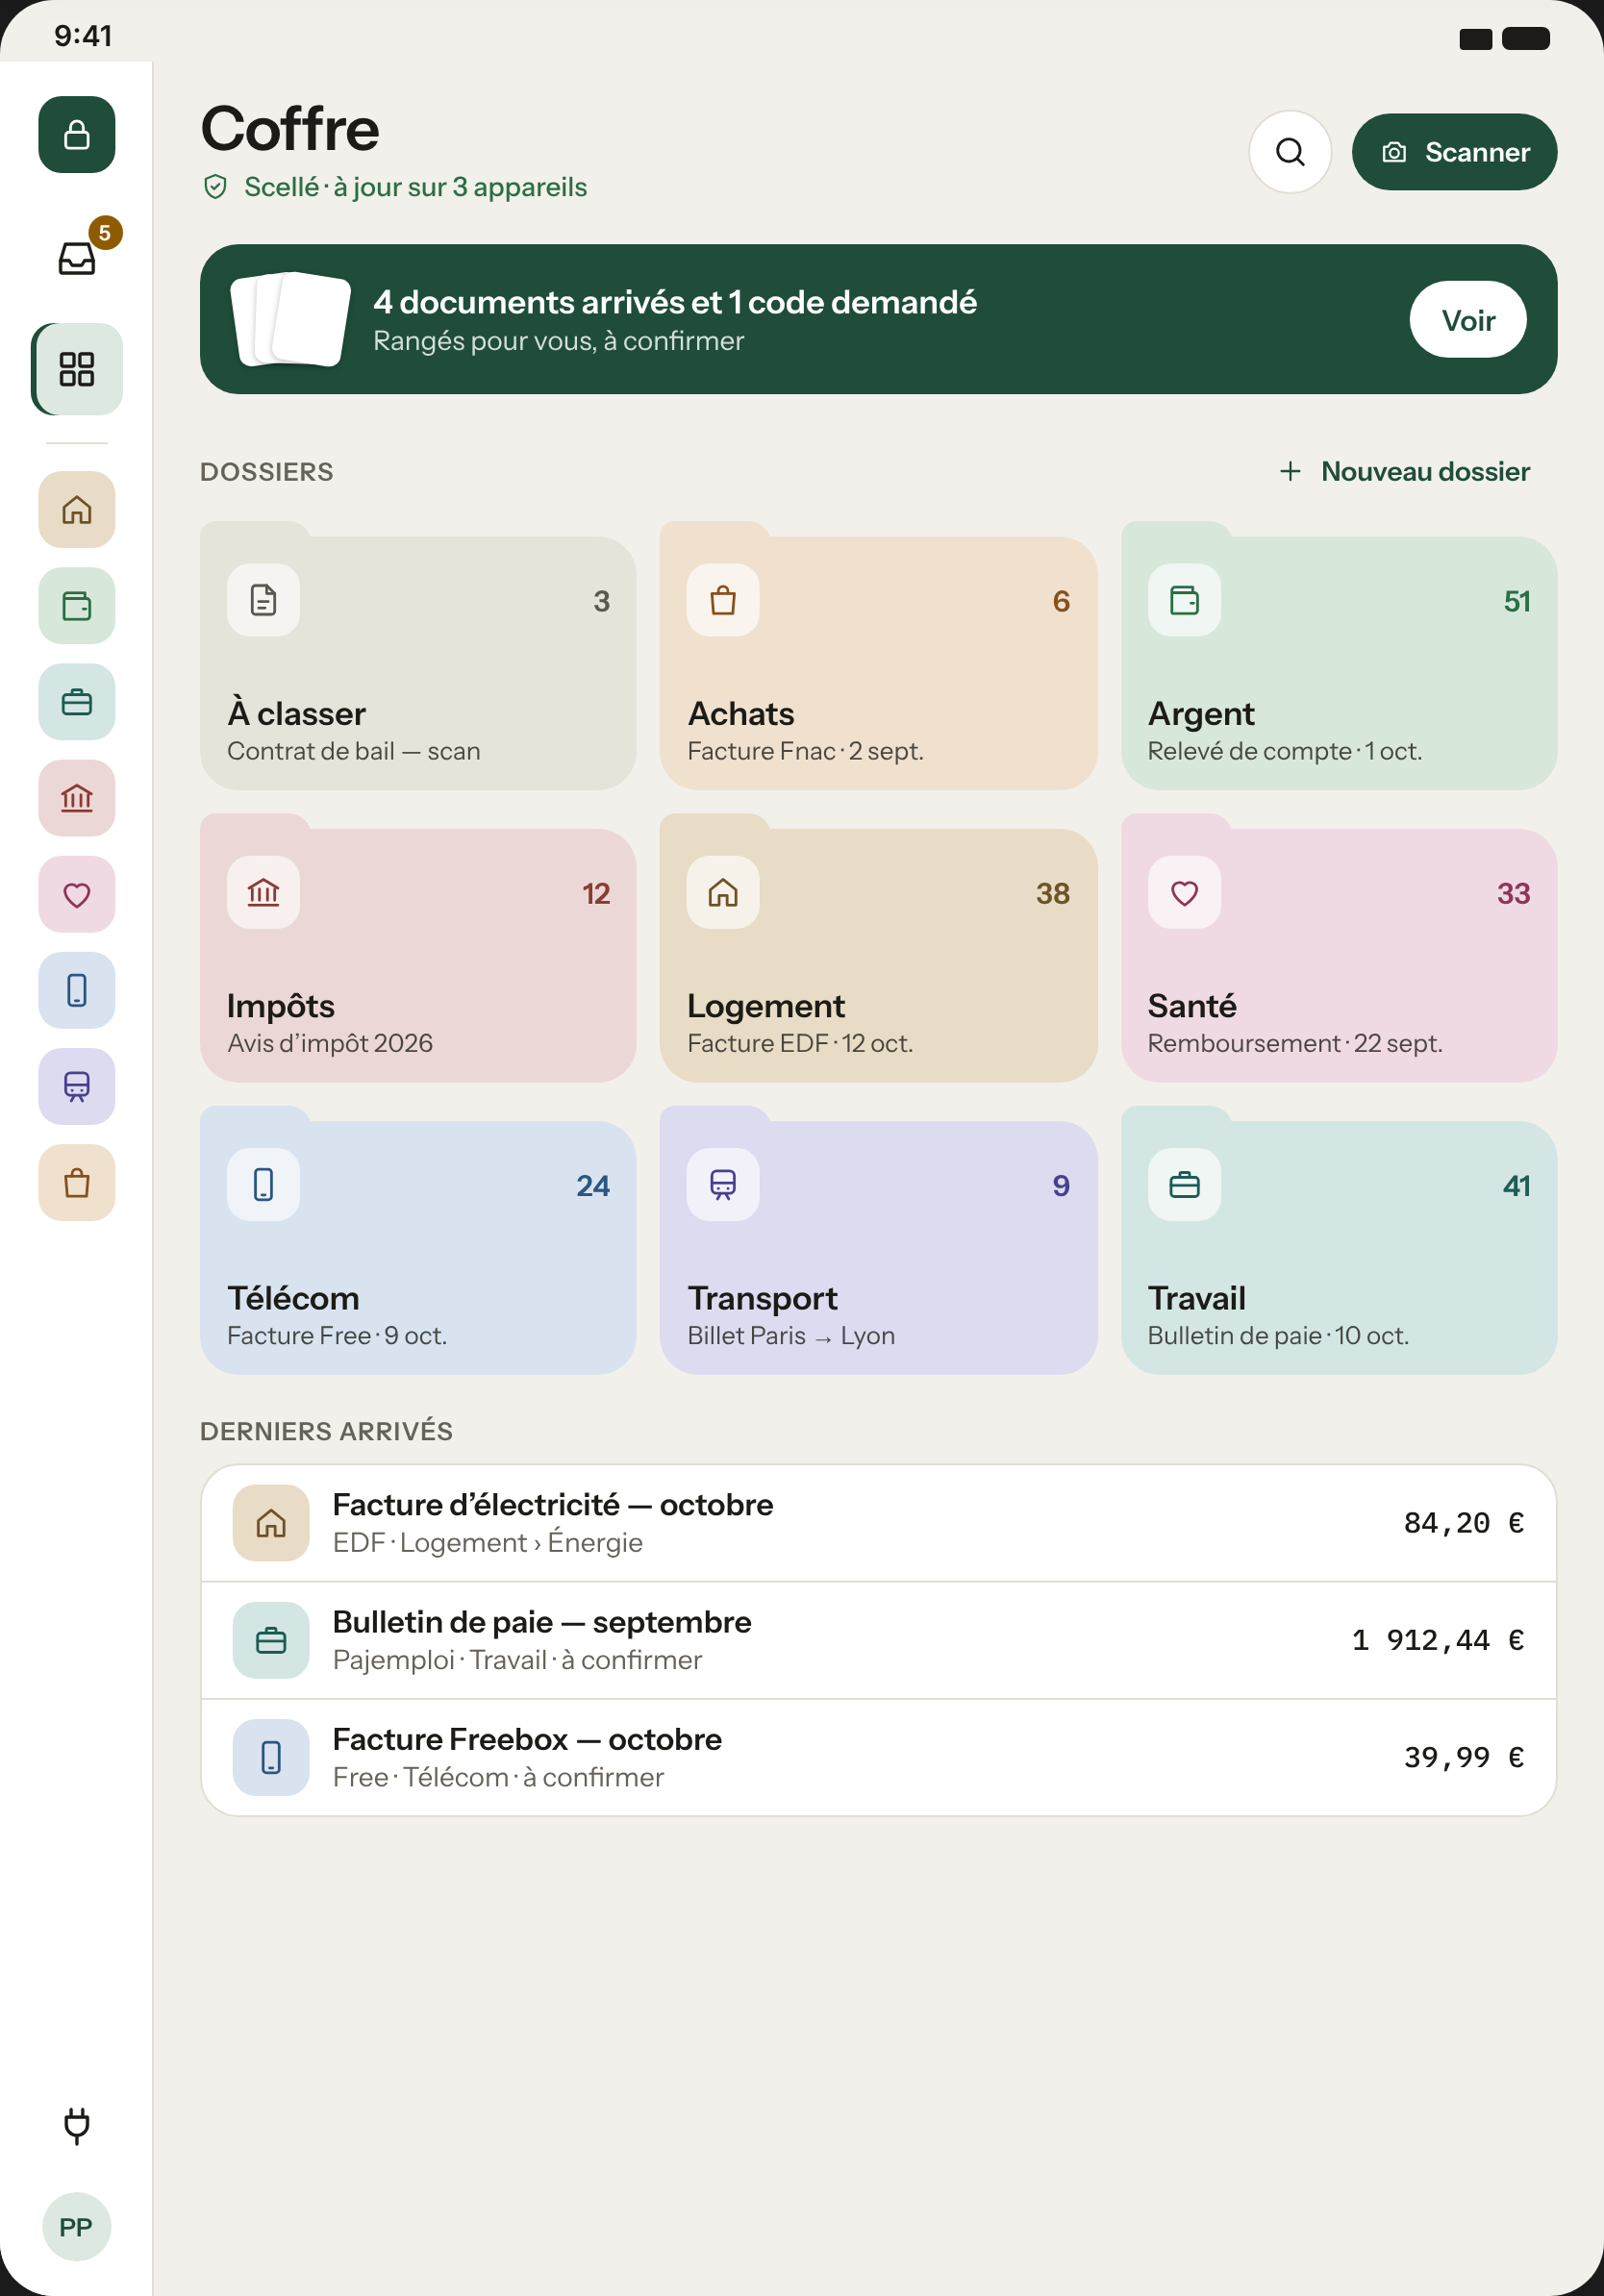 9:41
5
Coffre
Scellé · à jour sur 3 appareils
Scanner
4 documents arrivés et 1 code demandé
Rangés pour vous, à confirmer
Voir
DOSSIERS
Nouveau dossier
3
À classer
Contrat de bail — scan
6
Achats
Facture Fnac · 2 sept.
51
Argent
Relevé de compte · 1 oct.
12
Impôts
Avis d’impôt 2026
38
Logement
Facture EDF · 12 oct.
33
Santé
Remboursement · 22 sept.
24
Télécom
Facture Free · 9 oct.
9
Transport
Billet Paris → Lyon
41
Travail
Bulletin de paie · 10 oct.
DERNIERS ARRIVÉS
Facture d’électricité — octobre
EDF · Logement › Énergie
84,20 €
Bulletin de paie — septembre
Pajemploi · Travail · à confirmer
1 912,44 €
Facture Freebox — octobre
Free · Télécom · à confirmer
39,99 €
PP